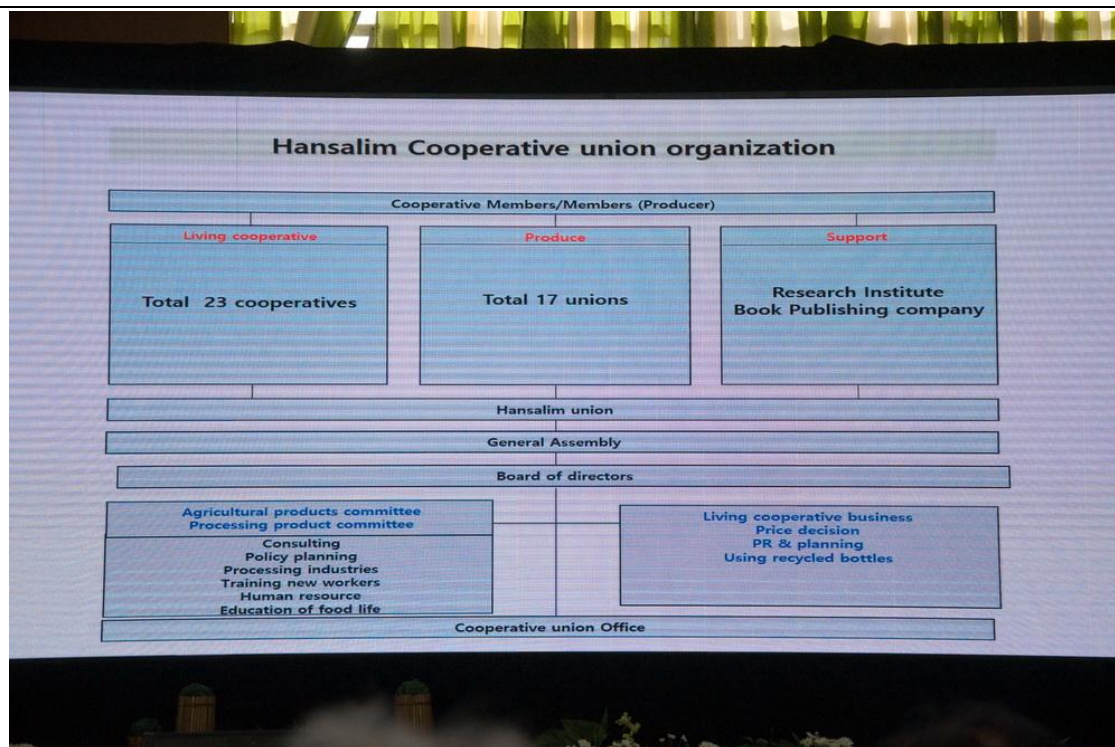 Hansalim Cooperative union organization
Cooperative Members/Members (Producer)
Living cooperative
Total 23 cooperatives
Produce
Total 17 unions
Support
Research Institute
Book Publishing company
Hansalim union
General Assembly
Board of directors
Agricultural products committee
Processing product committee
Consulting
Policy planning
Processing industries
Training new workers
Human resource
Education of food life
Living cooperative business
Price decision
PR & planning
Using recycled bottles
Cooperative union Office